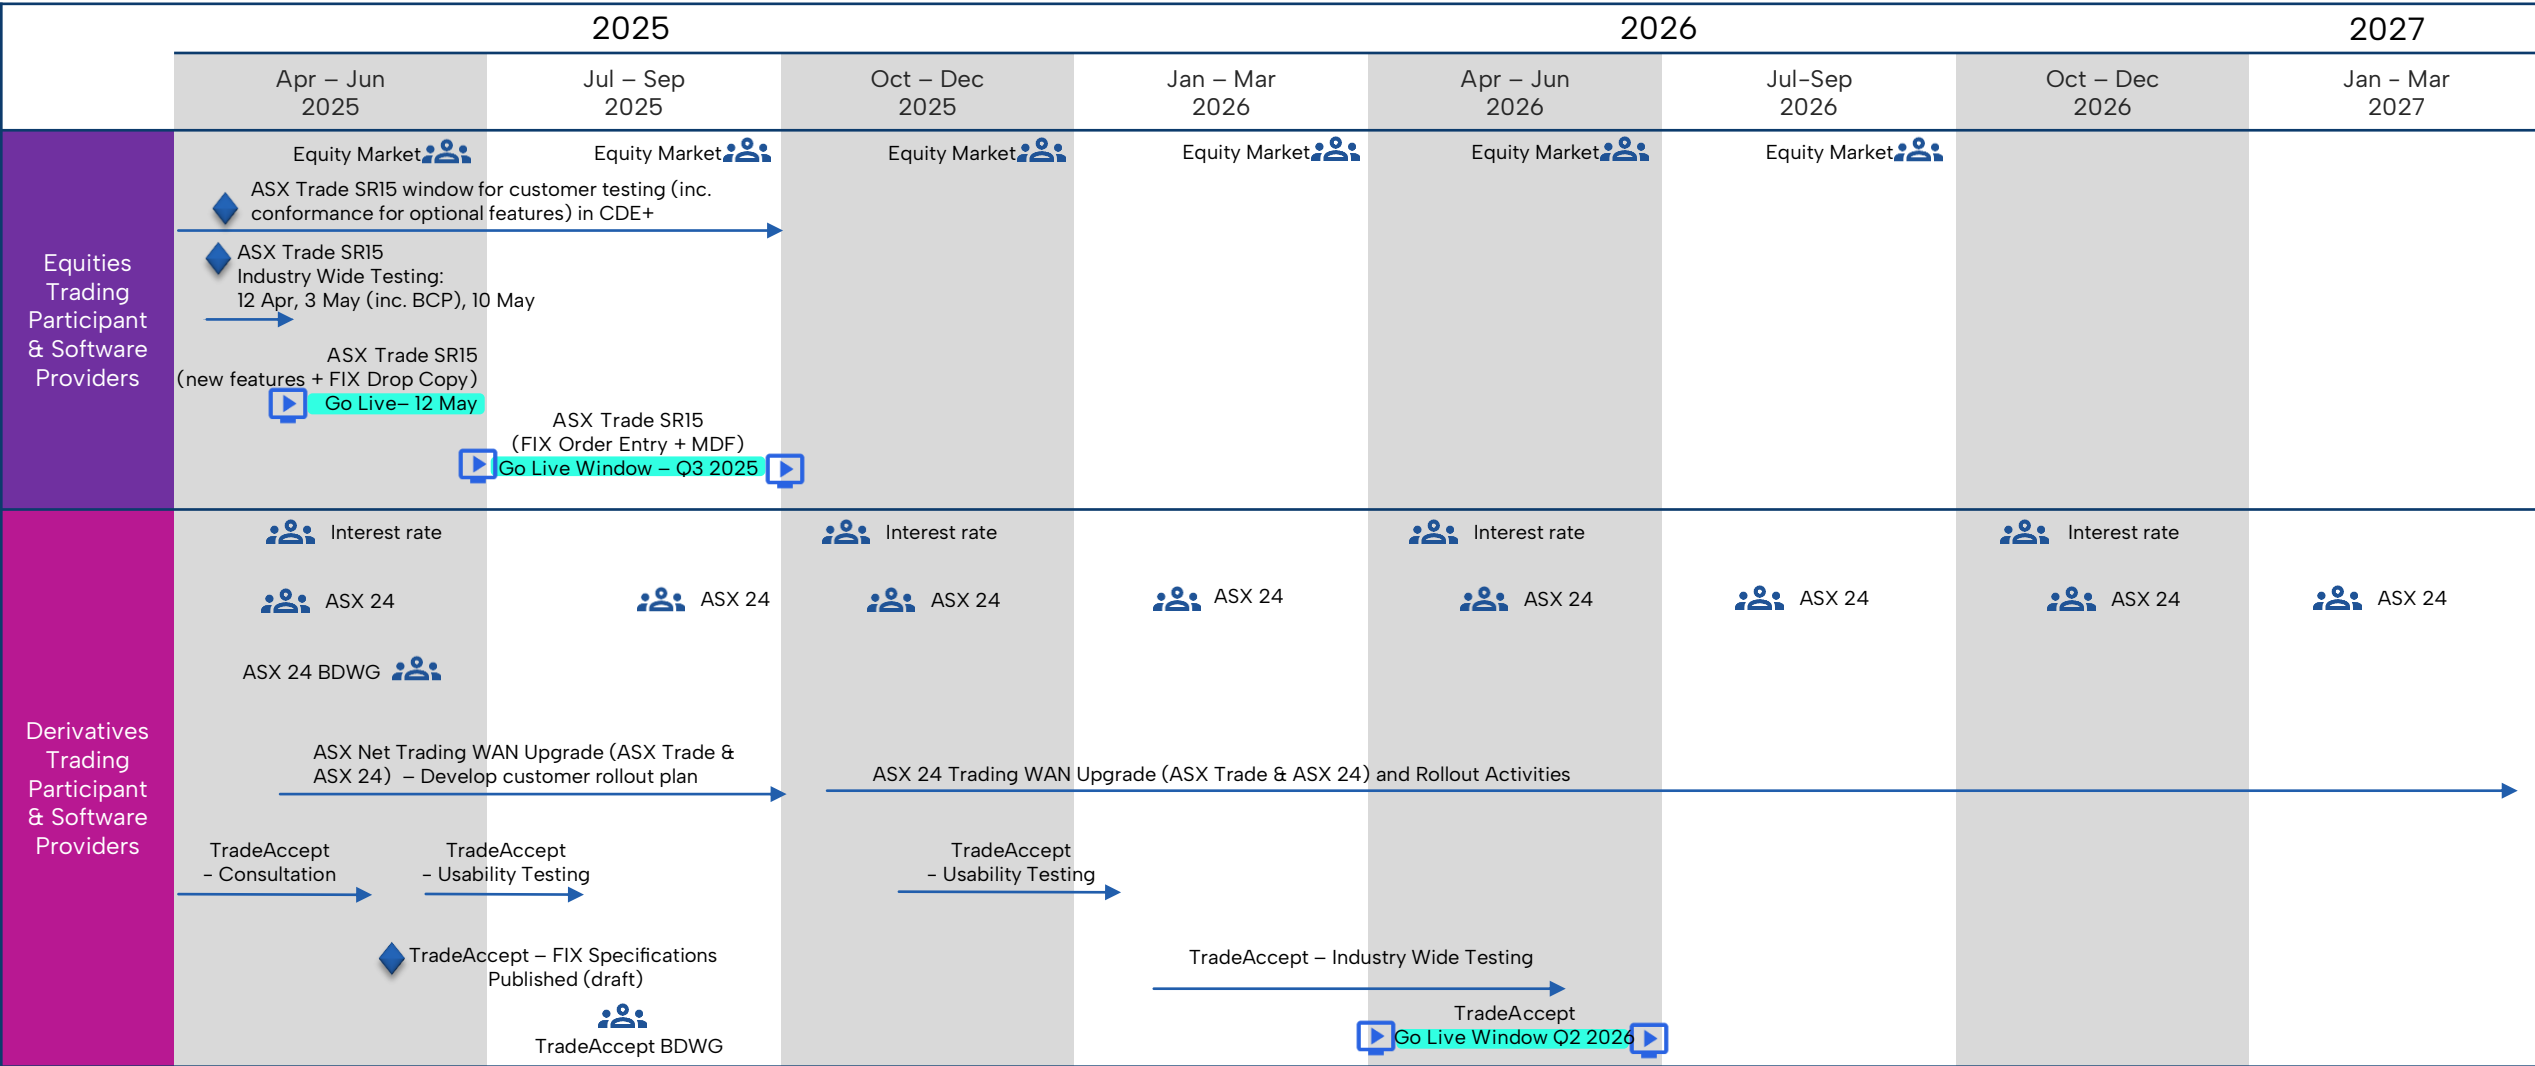 2025
2026
2027
Apr – Jun
2025
Jul – Sep
2025
Oct – Dec
2025
Jan – Mar
2026
Apr – Jun
2026
Jul-Sep
2026
Oct – Dec
2026
Jan - Mar
2027
Equities
Trading
Participant
& Software
Providers
Equity Market
Equity Market
Equity Market
Equity Market
Equity Market
Equity Market
ASX Trade SR15 window for customer testing (inc.
conformance for optional features) in CDE+
ASX Trade SR15
Industry Wide Testing:
12 Apr, 3 May (inc. BCP), 10 May
ASX Trade SR15
(new features + FIX Drop Copy)
Go Live– 12 May
ASX Trade SR15
(FIX Order Entry + MDF)
Go Live Window – Q3 2025
Derivatives
Trading
Participant
& Software
Providers
Interest rate
Interest rate
Interest rate
Interest rate
ASX 24
ASX 24
ASX 24
ASX 24
ASX 24
ASX 24
ASX 24
ASX 24
ASX 24 BDWG
ASX Net Trading WAN Upgrade (ASX Trade &
ASX 24) – Develop customer rollout plan
ASX 24 Trading WAN Upgrade (ASX Trade & ASX 24) and Rollout Activities
TradeAccept
- Consultation
TradeAccept
- Usability Testing
TradeAccept
- Usability Testing
TradeAccept – FIX Specifications
Published (draft)
TradeAccept – Industry Wide Testing
TradeAccept BDWG
TradeAccept
Go Live Window Q2 2026